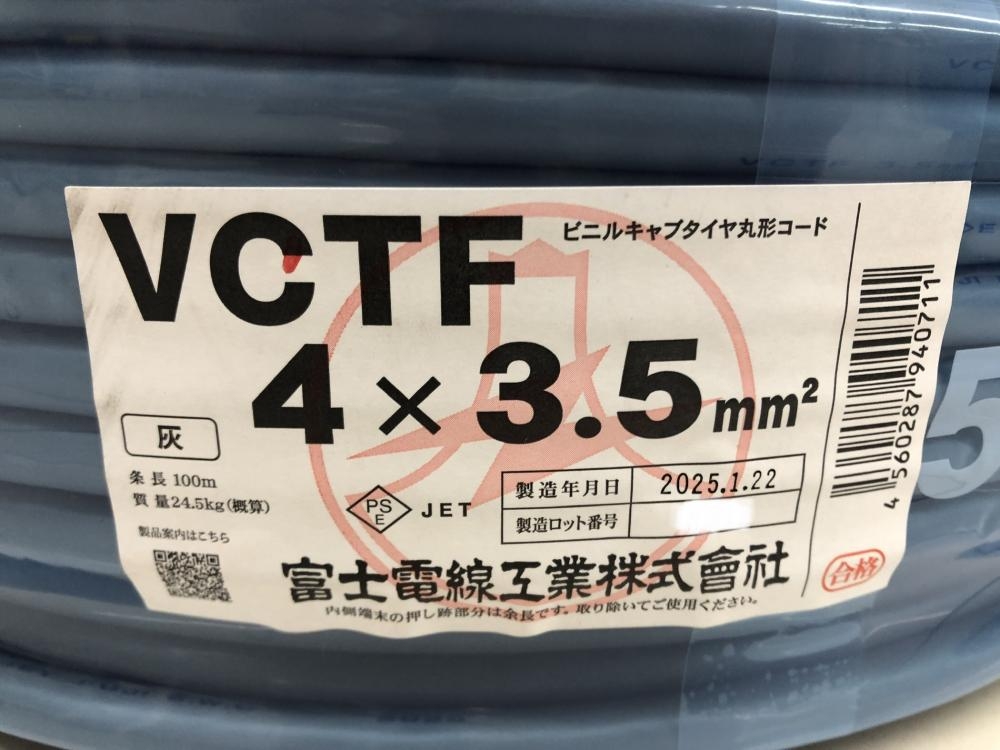 VCTF
ビニルキャブタイヤ丸形コード
4×3.5mm²
灰
条長 100m
質量24.5kg(概算)
製品案内はこちら
PS
E
JET
製造年月日 2025.1.22
製造ロット番号
富士電線工業株式會社
内側端末の押し跡部分は余長です。取り除いてご使用ください。
合格
4 560287 940711
5
VCTF